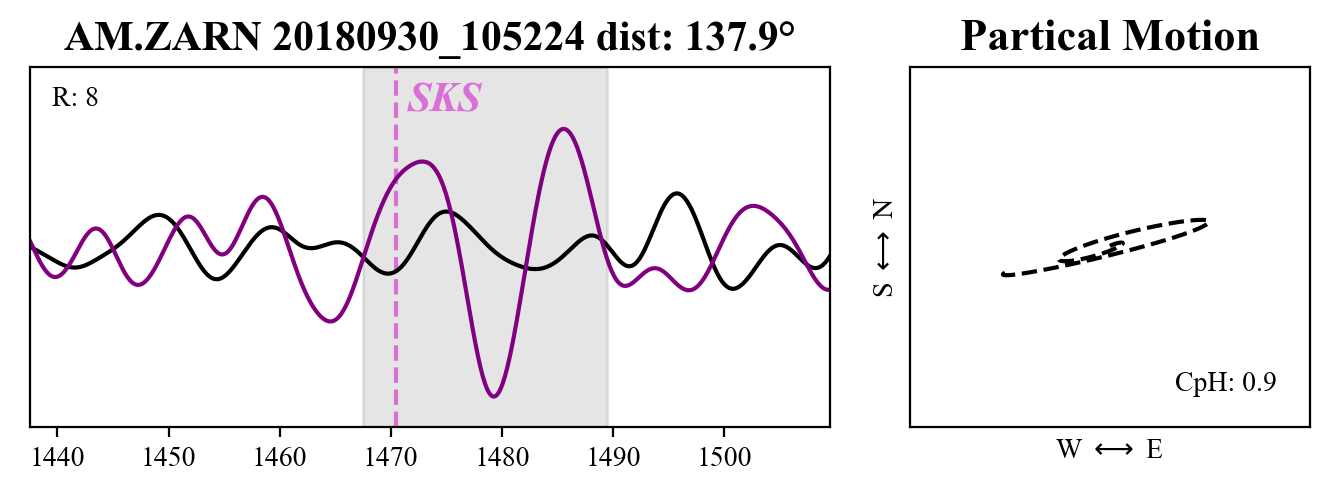 AM.ZARN 20180930_105224 dist: 137.9°
Partical Motion
R: 8
SKS
S ⟷ N
CpH: 0.9
W ⟷ E
1440 1450 1460 1470 1480 1490 1500